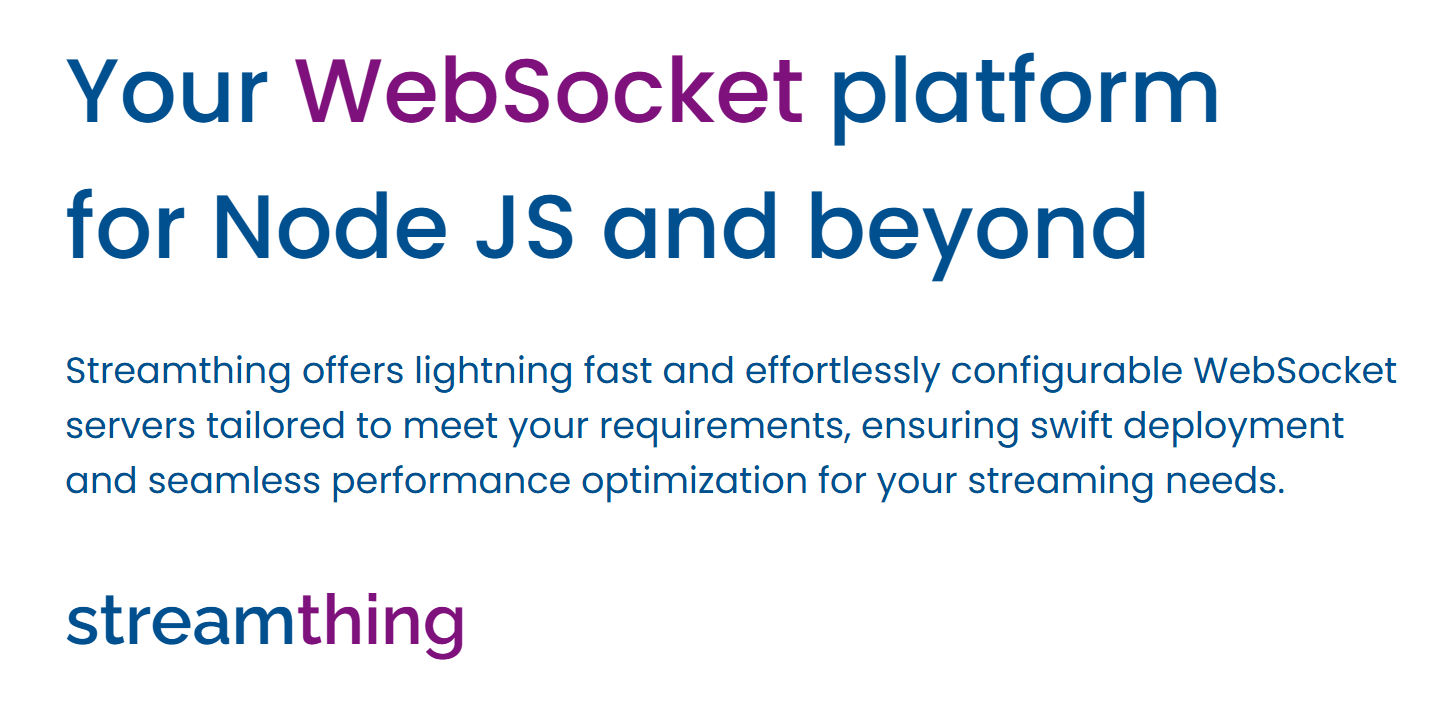 Your WebSocket platform
for Node JS and beyond
Streamthing offers lightning fast and effortlessly configurable WebSocket
servers tailored to meet your requirements, ensuring swift deployment
and seamless performance optimization for your streaming needs.
streamthing